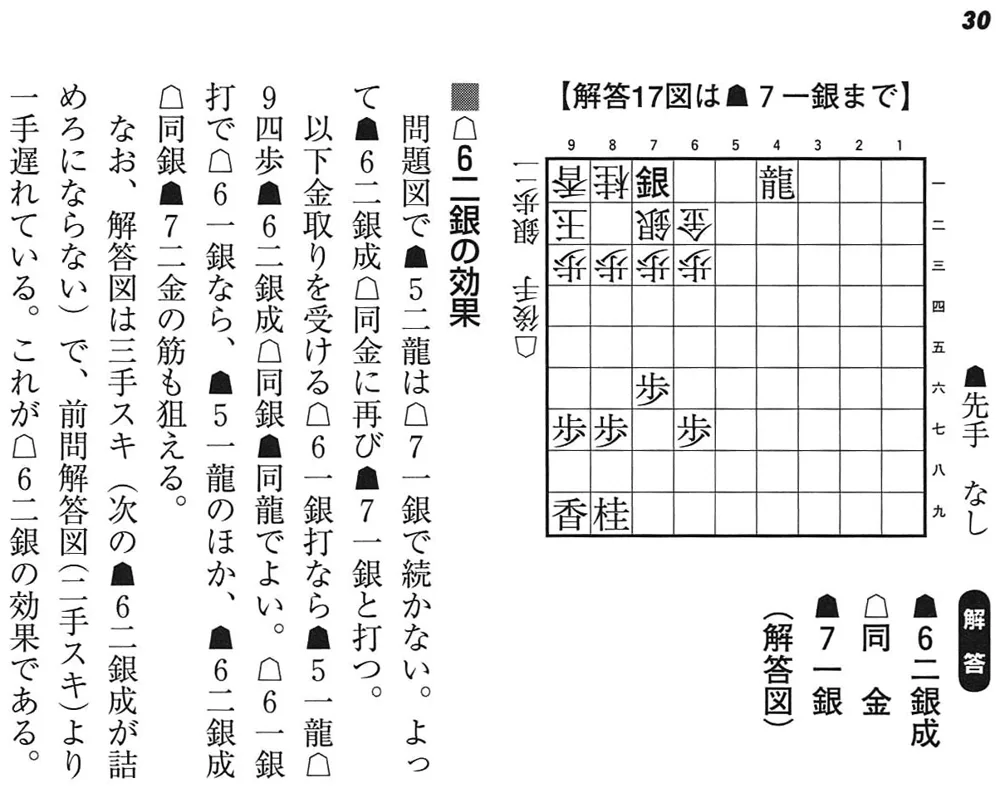 30
解答
☗6二銀成
☖同　金
☗7一銀
（解答図）
【解答17図は☗7一銀まで】
9 8 7 6 5 4 3 2 1
☗先手　なし
一
二
三
四
五
六
七
八
九
香 桂 銀 龍
王 銀 金
歩 歩 歩 歩
歩
歩 歩 歩
香 桂
☖後手　銀歩二
■☖6二銀の効果
問題図で☗5二龍は☖7一銀で続かない。よっ
て☗6二銀成☖同金に再び☗7一銀と打つ。
以下金取りを受ける☖6一銀打なら☗5一龍☖
9四歩☗6二銀成☖同銀☗同龍でよい。☖6一銀
打で☖6一銀なら、☗5一龍のほか、☗6二銀成
☖同銀☗7二金の筋も狙える。
なお、解答図は三手スキ（次の☗6二銀成が詰
めろにならない）で、前問解答図（二手スキ）より
一手遅れている。これが☖6二銀の効果である。